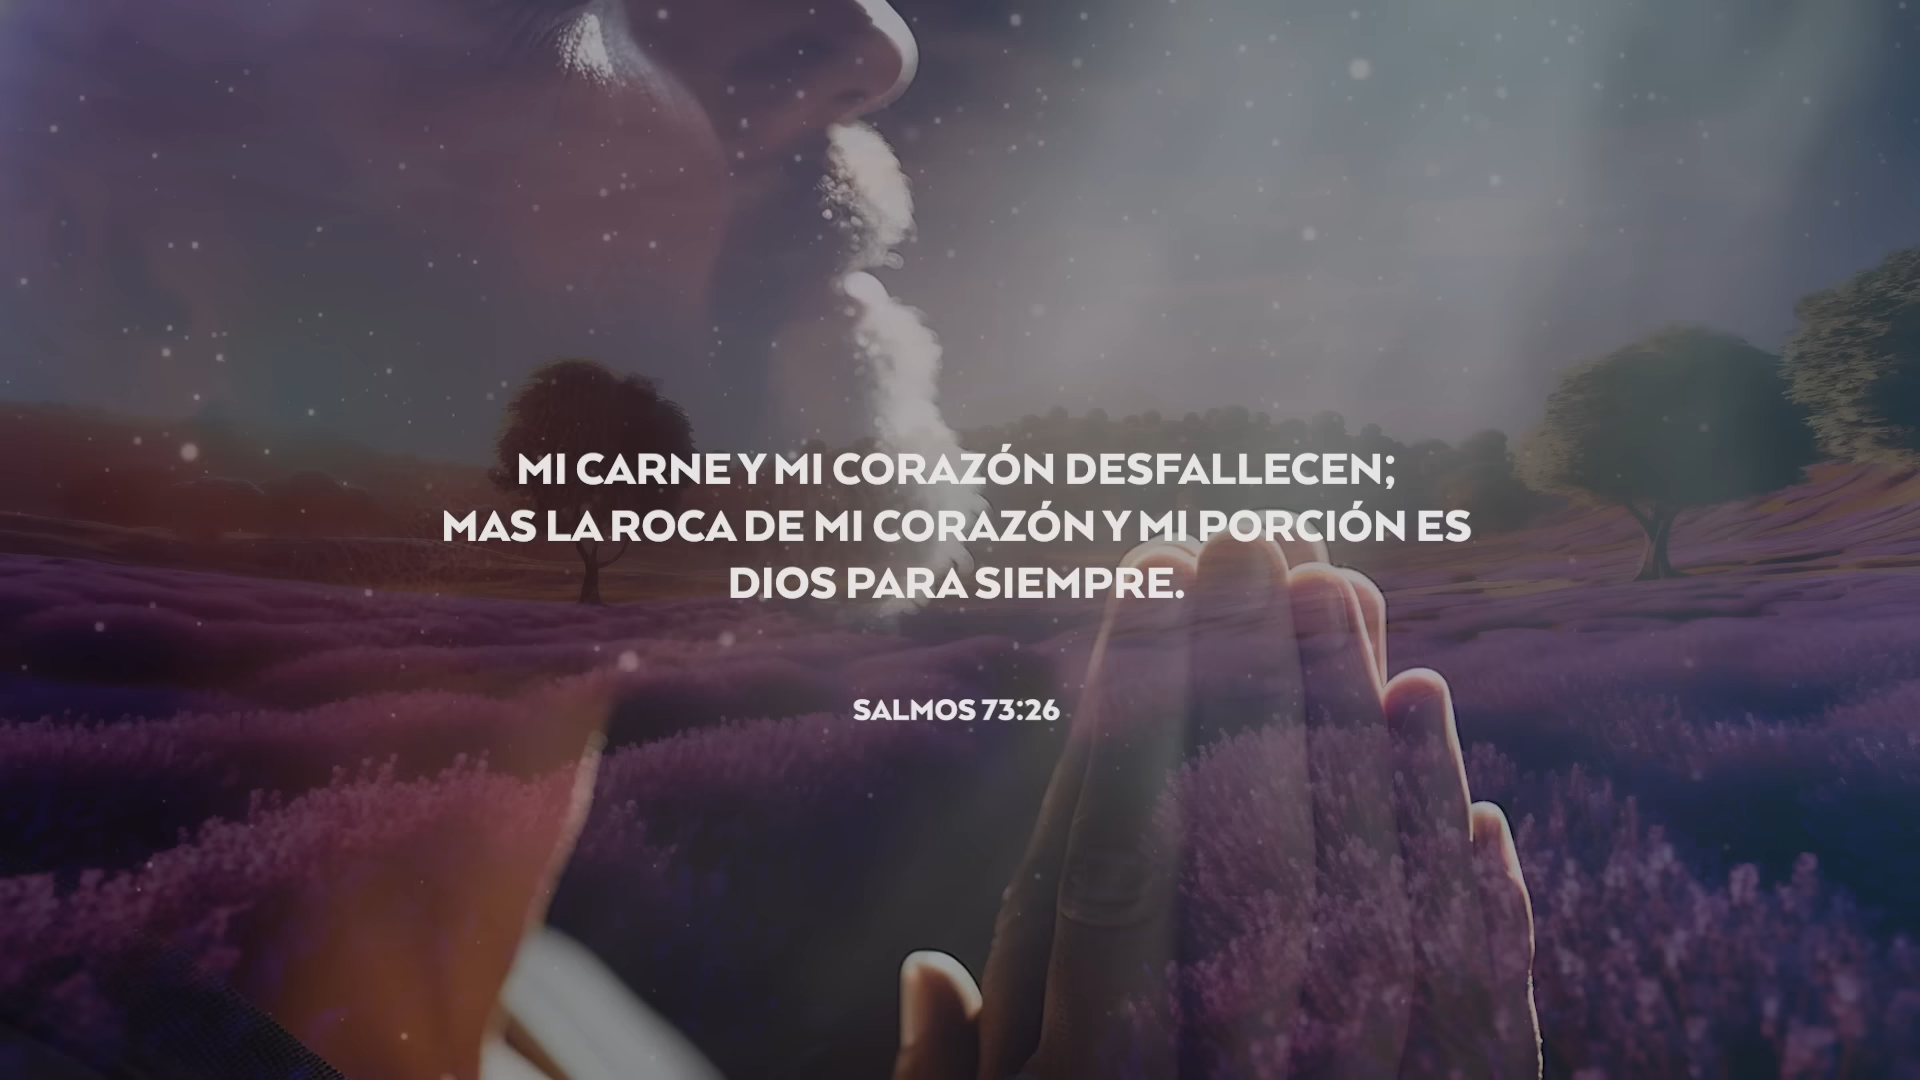 MI CARNE Y MI CORAZÓN DESFALLECEN;
MAS LA ROCA DE MI CORAZÓN Y MI PORCIÓN ES
DIOS PARA SIEMPRE.
SALMOS 73:26